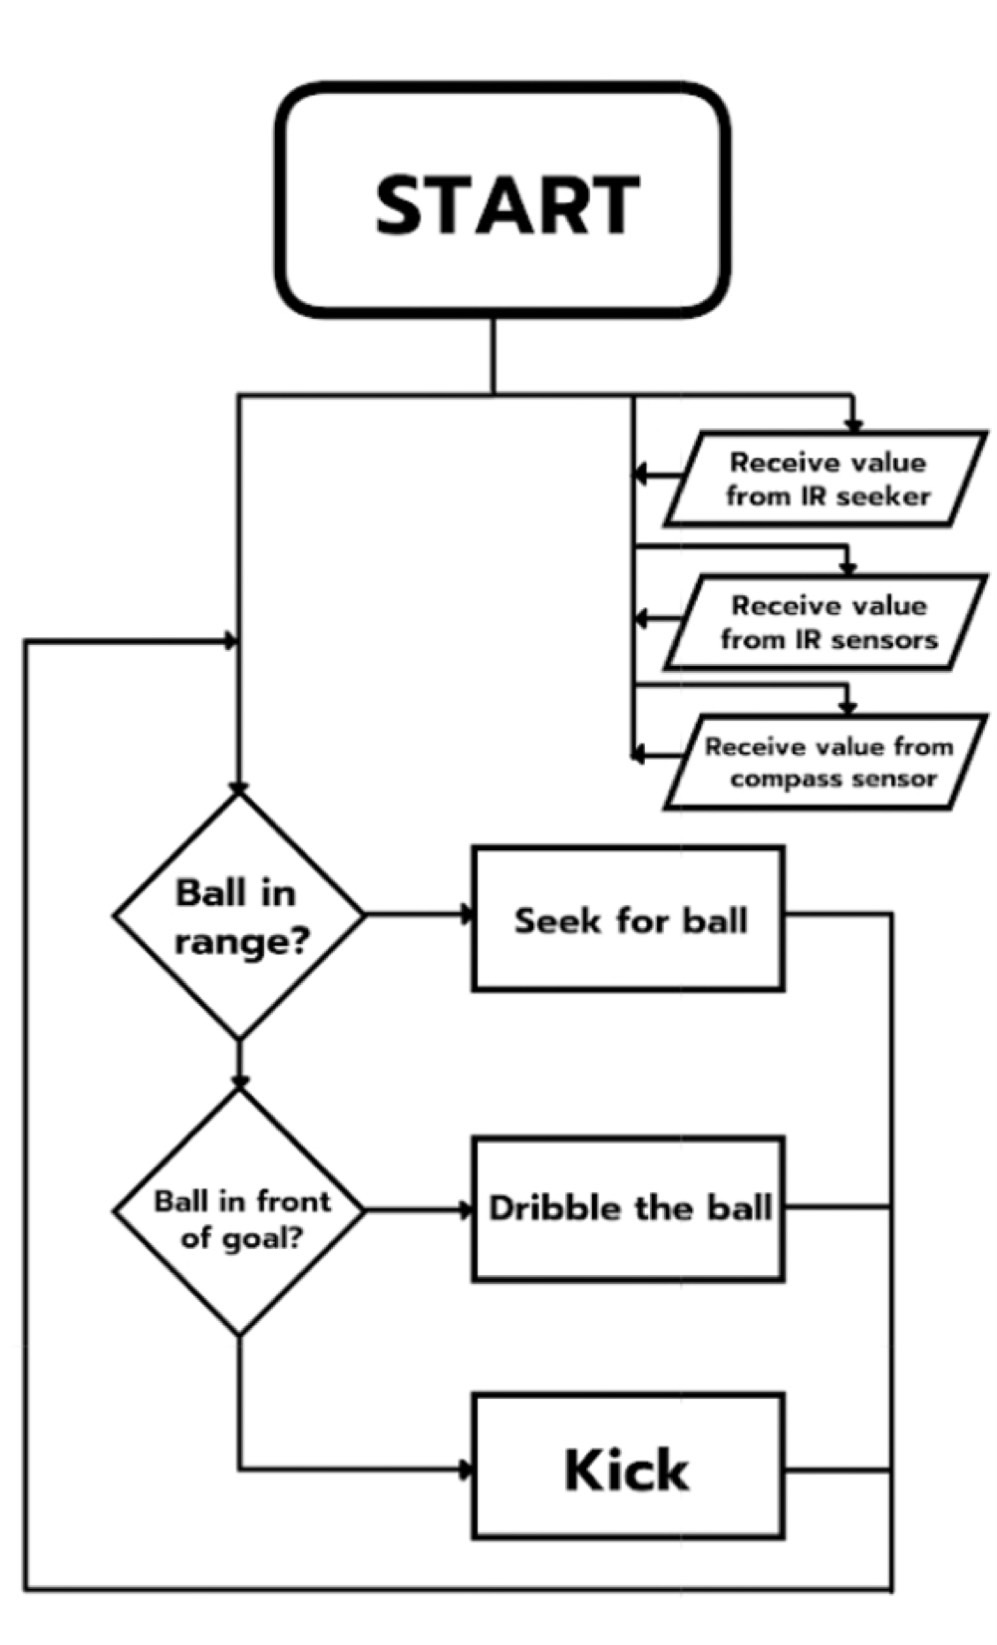 START
Receive value
from IR seeker
Receive value
from IR sensors
Receive value from
compass sensor
Ball in
range?
Seek for ball
Ball in front
of goal?
Dribble the ball
Kick